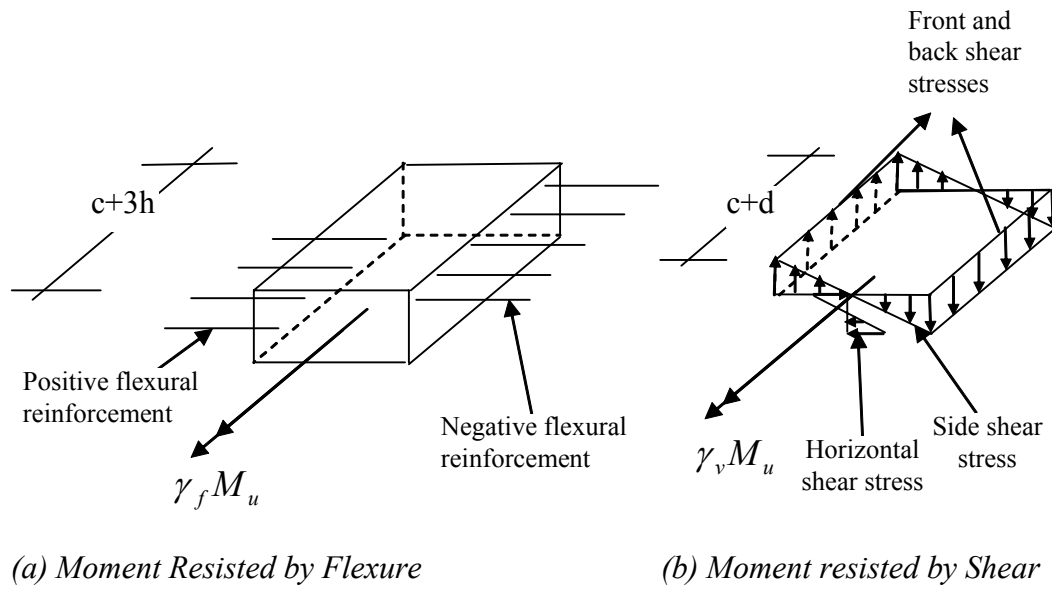 Front and
back shear
stresses
c+3h
c+d
Positive flexural
reinforcement
Negative flexural
reinforcement
γ_f M_u
γ_v M_u
Horizontal
shear stress
Side shear
stress
(a) Moment Resisted by Flexure
(b) Moment resisted by Shear